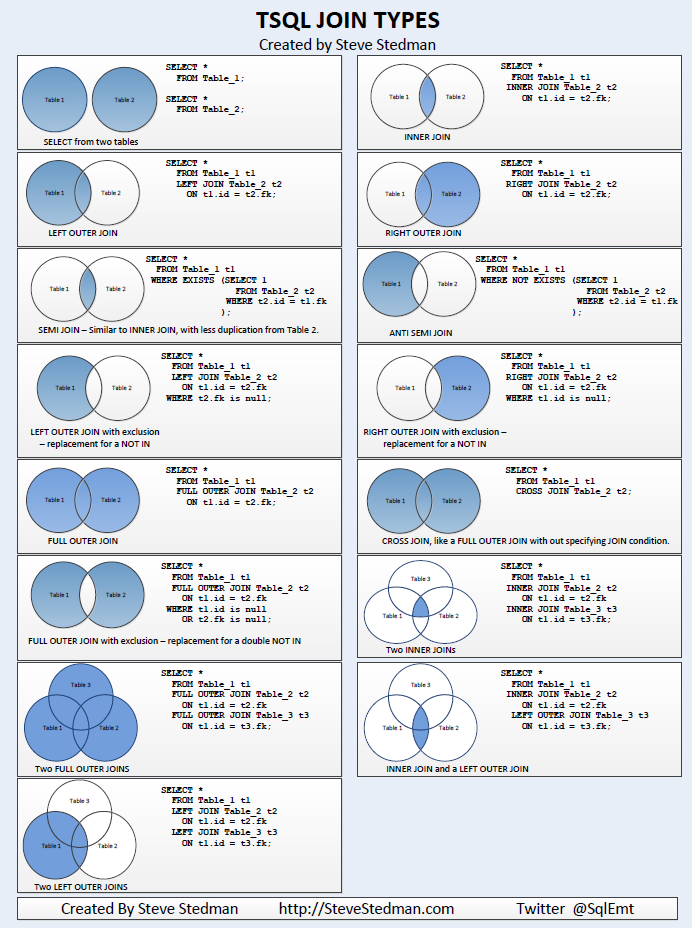 TSQL JOIN TYPES
Created by Steve Stedman
Table 1
Table 2
SELECT *
FROM Table_1;
SELECT *
FROM Table_2;
SELECT from two tables
Table 1
Table 2
SELECT *
FROM Table_1 t1
INNER JOIN Table_2 t2
ON t1.id = t2.fk;
INNER JOIN
Table 1
Table 2
SELECT *
FROM Table_1 t1
LEFT JOIN Table_2 t2
ON t1.id = t2.fk;
LEFT OUTER JOIN
Table 1
Table 2
SELECT *
FROM Table_1 t1
RIGHT JOIN Table_2 t2
ON t1.id = t2.fk;
RIGHT OUTER JOIN
Table 1
Table 2
SELECT *
FROM Table_1 t1
WHERE EXISTS (SELECT 1
FROM Table_2 t2
WHERE t2.id = t1.fk
);
SEMI JOIN – Similar to INNER JOIN, with less duplication from Table 2.
Table 1
Table 2
SELECT *
FROM Table_1 t1
WHERE NOT EXISTS (SELECT 1
FROM Table_2 t2
WHERE t2.id = t1.fk
);
ANTI SEMI JOIN
Table 1
Table 2
SELECT *
FROM Table_1 t1
LEFT JOIN Table_2 t2
ON t1.id = t2.fk
WHERE t2.fk is null;
LEFT OUTER JOIN with exclusion
– replacement for a NOT IN
Table 1
Table 2
SELECT *
FROM Table_1 t1
RIGHT JOIN Table_2 t2
ON t1.id = t2.fk
WHERE t1.id is null;
RIGHT OUTER JOIN with exclusion –
replacement for a NOT IN
Table 1
Table 2
SELECT *
FROM Table_1 t1
FULL OUTER JOIN Table_2 t2
ON t1.id = t2.fk;
FULL OUTER JOIN
Table 1
Table 2
SELECT *
FROM Table_1 t1
CROSS JOIN Table_2 t2;
CROSS JOIN, like a FULL OUTER JOIN with out specifying JOIN condition.
Table 1
Table 2
SELECT *
FROM Table_1 t1
FULL OUTER JOIN Table_2 t2
ON t1.id = t2.fk
WHERE t1.id is null
OR t2.fk is null;
FULL OUTER JOIN with exclusion – replacement for a double NOT IN
Table 3
Table 1
Table 2
SELECT *
FROM Table_1 t1
INNER JOIN Table_2 t2
ON t1.id = t2.fk
INNER JOIN Table_3 t3
ON t1.id = t3.fk;
Two INNER JOINs
Table 3
Table 1
Table 2
SELECT *
FROM Table_1 t1
FULL OUTER JOIN Table_2 t2
ON t1.id = t2.fk
FULL OUTER JOIN Table_3 t3
ON t1.id = t3.fk;
Two FULL OUTER JOINS
Table 3
Table 1
Table 2
SELECT *
FROM Table_1 t1
INNER JOIN Table_2 t2
ON t1.id = t2.fk
LEFT OUTER JOIN Table_3 t3
ON t1.id = t3.fk;
INNER JOIN and a LEFT OUTER JOIN
Table 3
Table 1
Table 2
SELECT *
FROM Table_1 t1
LEFT JOIN Table_2 t2
ON t1.id = t2.fk
LEFT JOIN Table_3 t3
ON t1.id = t3.fk;
Two LEFT OUTER JOINS
Created By Steve Stedman http://SteveStedman.com Twitter @SqlEmt